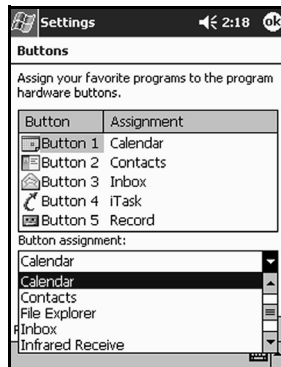 Settings 2:18 ok
Buttons
Assign your favorite programs to the program
hardware buttons.
Button Assignment
Button 1 Calendar
Button 2 Contacts
Button 3 Inbox
Button 4 iTask
Button 5 Record
Button assignment:
Calendar
Calendar
Contacts
File Explorer
Inbox
Infrared Receive